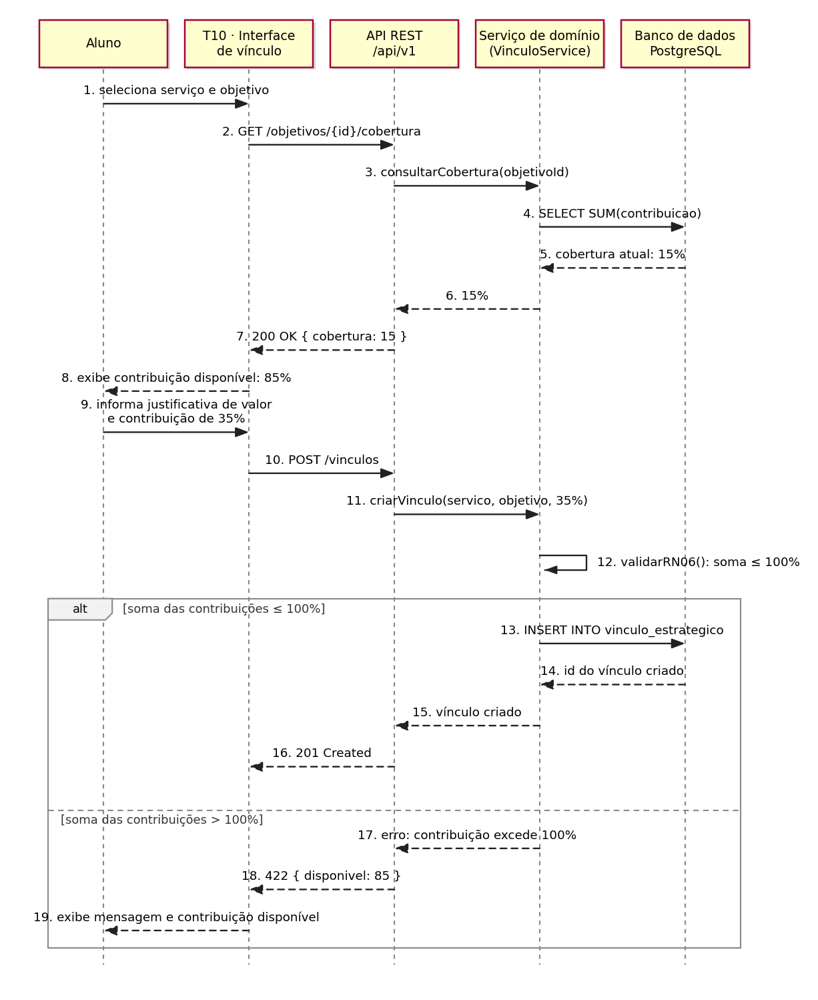 Aluno
T10 · Interface
de vínculo
API REST
/api/v1
Serviço de domínio
(VinculoService)
Banco de dados
PostgreSQL
1. seleciona serviço e objetivo
2. GET /objetivos/{id}/cobertura
3. consultarCobertura(objetivoId)
4. SELECT SUM(contribuicao)
5. cobertura atual: 15%
6. 15%
7. 200 OK { cobertura: 15 }
8. exibe contribuição disponível: 85%
9. informa justificativa de valor
e contribuição de 35%
10. POST /vinculos
11. criarVinculo(servico, objetivo, 35%)
12. validarRN06(): soma ≤ 100%
alt
[soma das contribuições ≤ 100%]
13. INSERT INTO vinculo_estrategico
14. id do vínculo criado
15. vínculo criado
16. 201 Created
[soma das contribuições > 100%]
17. erro: contribuição excede 100%
18. 422 { disponivel: 85 }
19. exibe mensagem e contribuição disponível